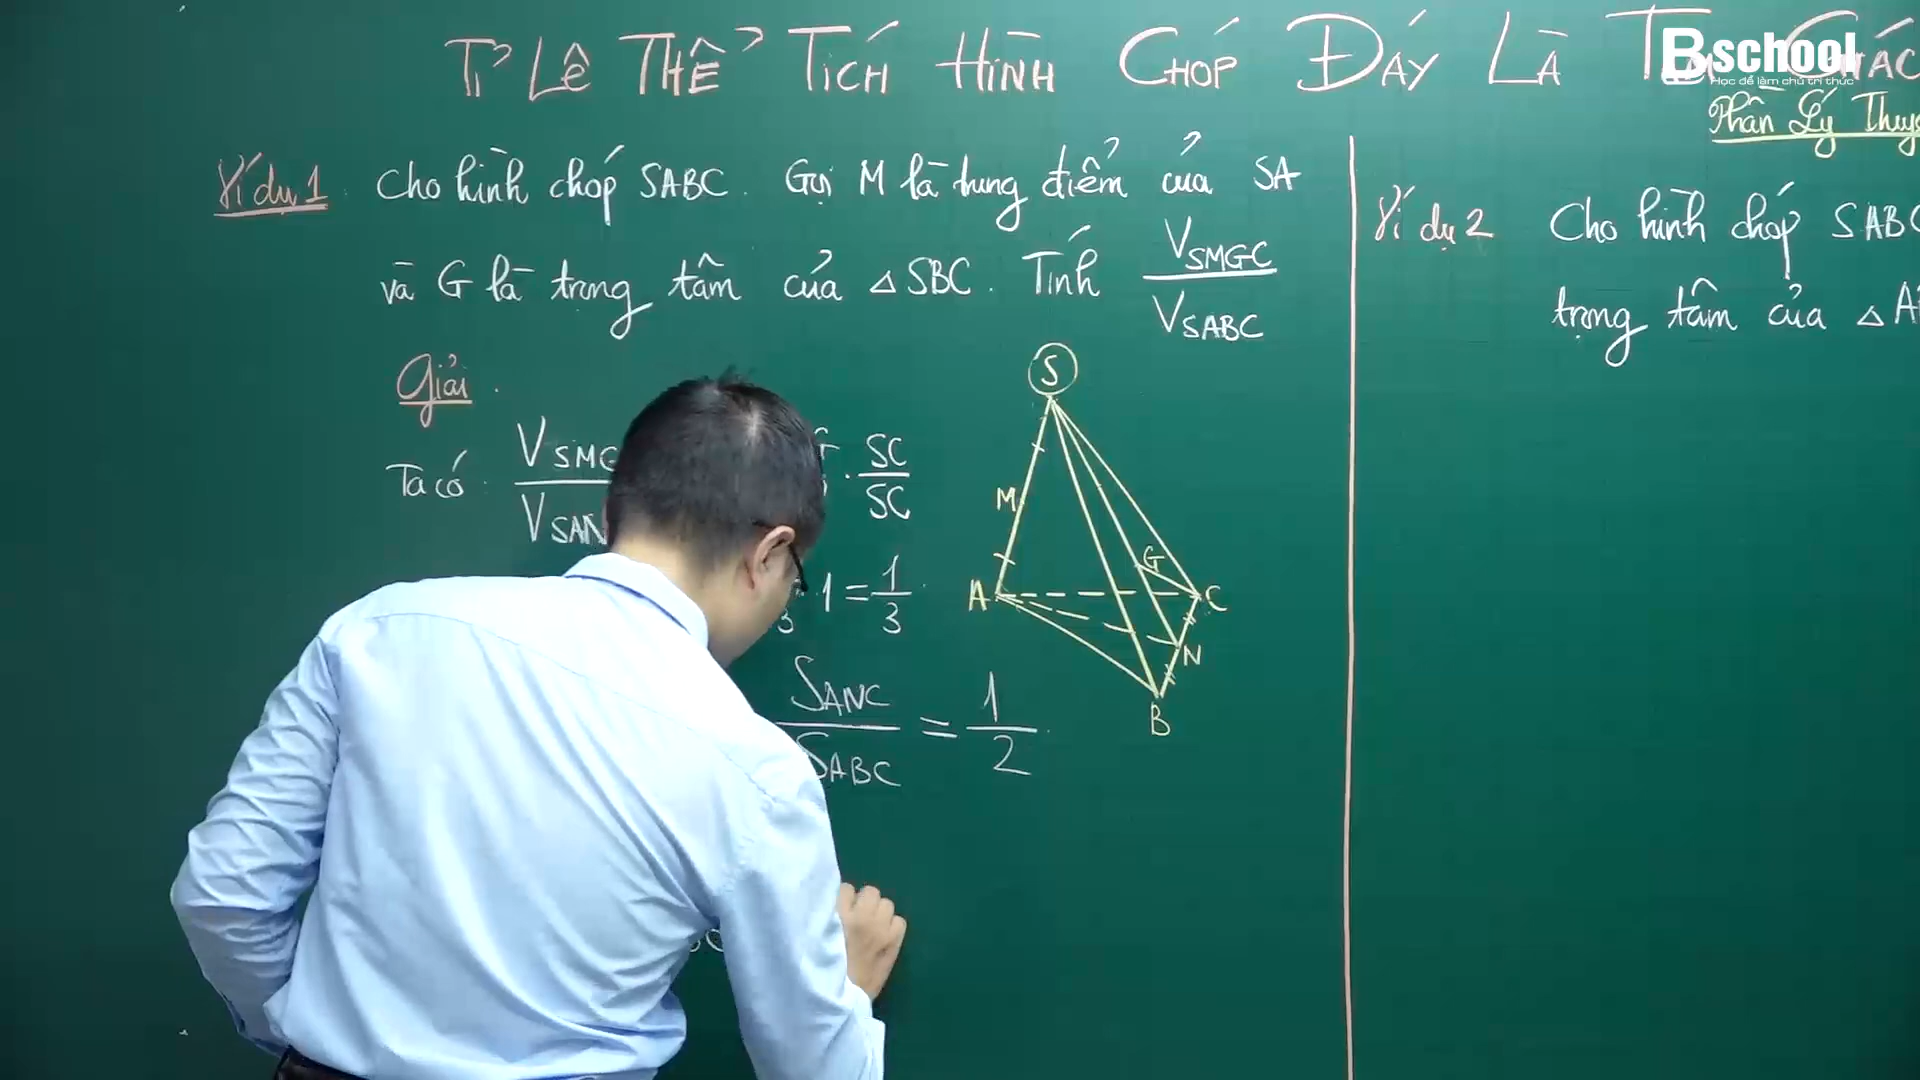 TỈ LỆ THỂ TÍCH HÌNH CHÓP ĐÁY LÀ
Bschool
Học để làm chủ tri thức
Phần Lý
Ví dụ 1 Cho hình chóp SABC. Gọi M là trung điểm của SA
và G là trọng tâm của △SBC. Tính V_SMGC / V_SABC
Giải
Ta có: SC / SC
. 1 = 1/3
S_ANC / S_ABC = 1/2
S
M
G
A
C
N
B
Ví dụ 2 Cho hình chóp SABC
trọng tâm của △